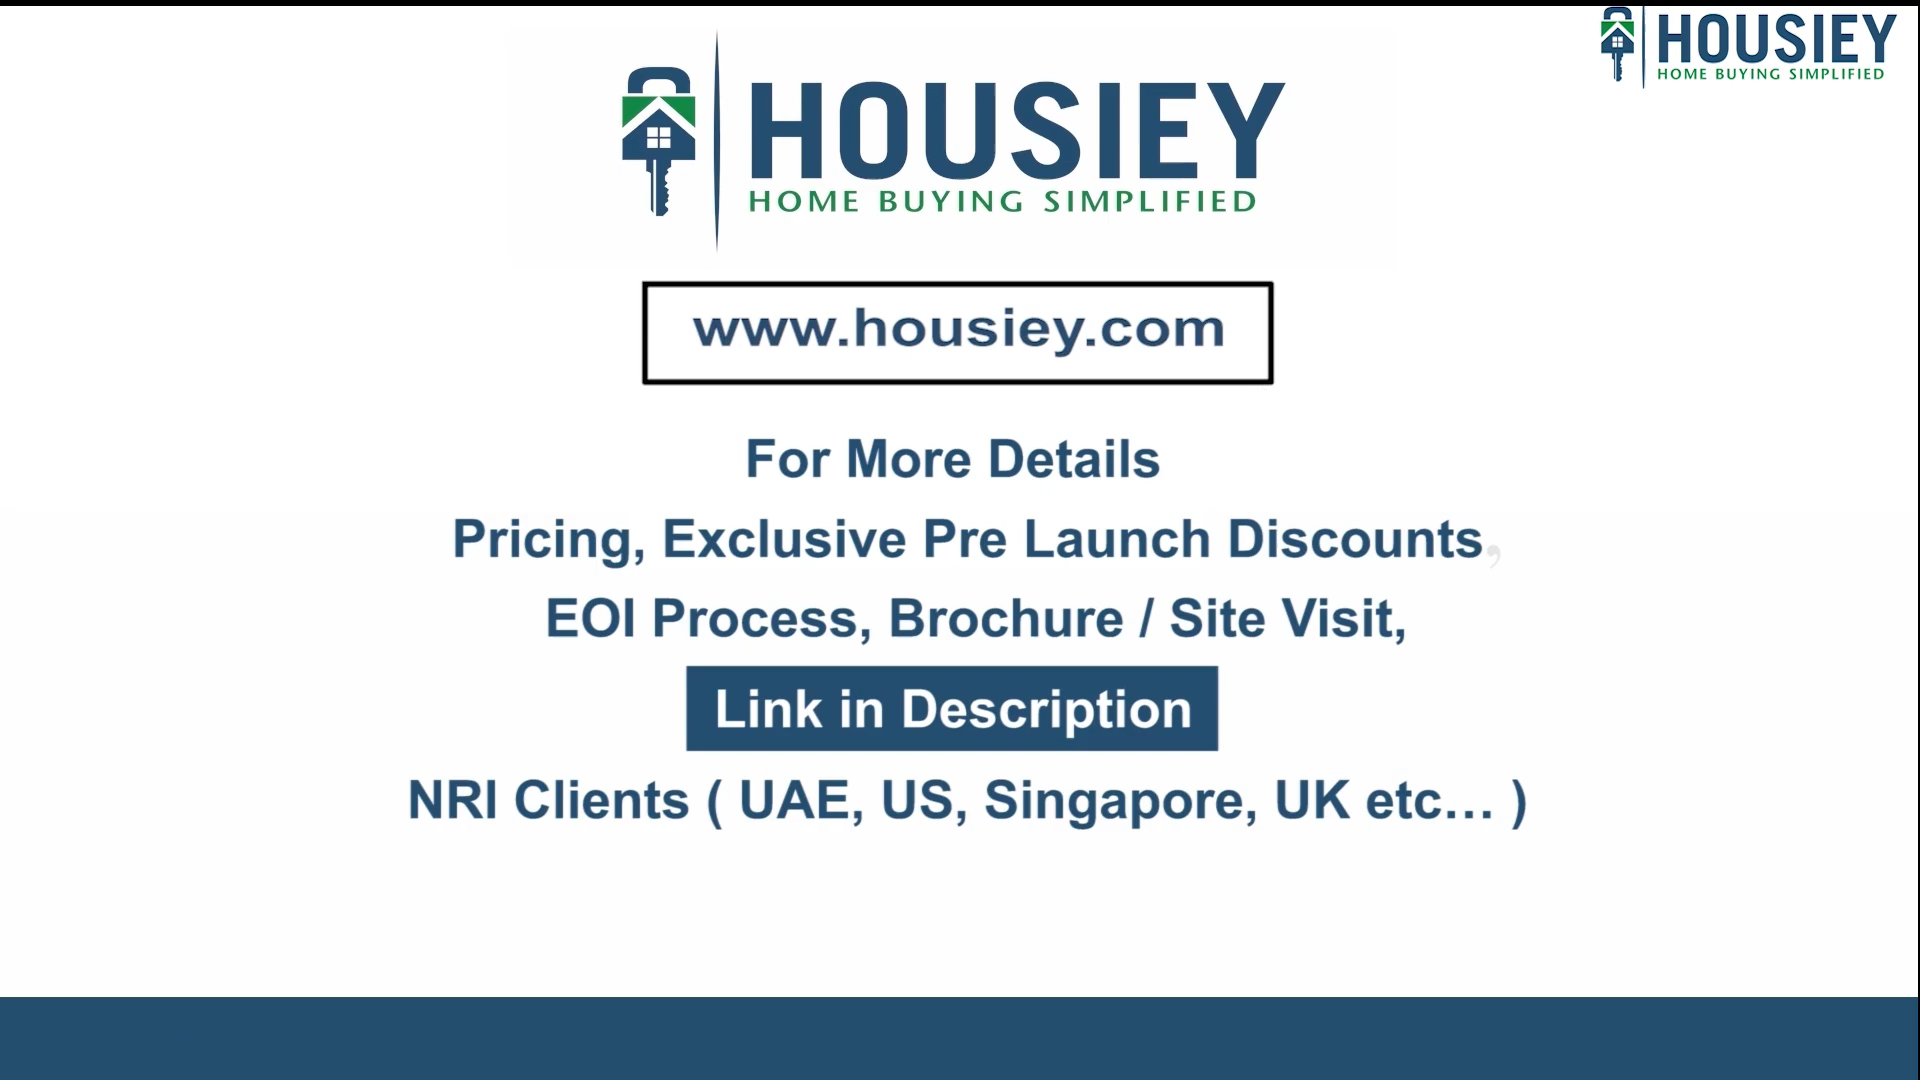 HOUSIEY
HOME BUYING SIMPLIFIED
HOUSIEY
HOME BUYING SIMPLIFIED
www.housiey.com
For More Details
Pricing, Exclusive Pre Launch Discounts,
EOI Process, Brochure / Site Visit,
Link in Description
NRI Clients ( UAE, US, Singapore, UK etc... )